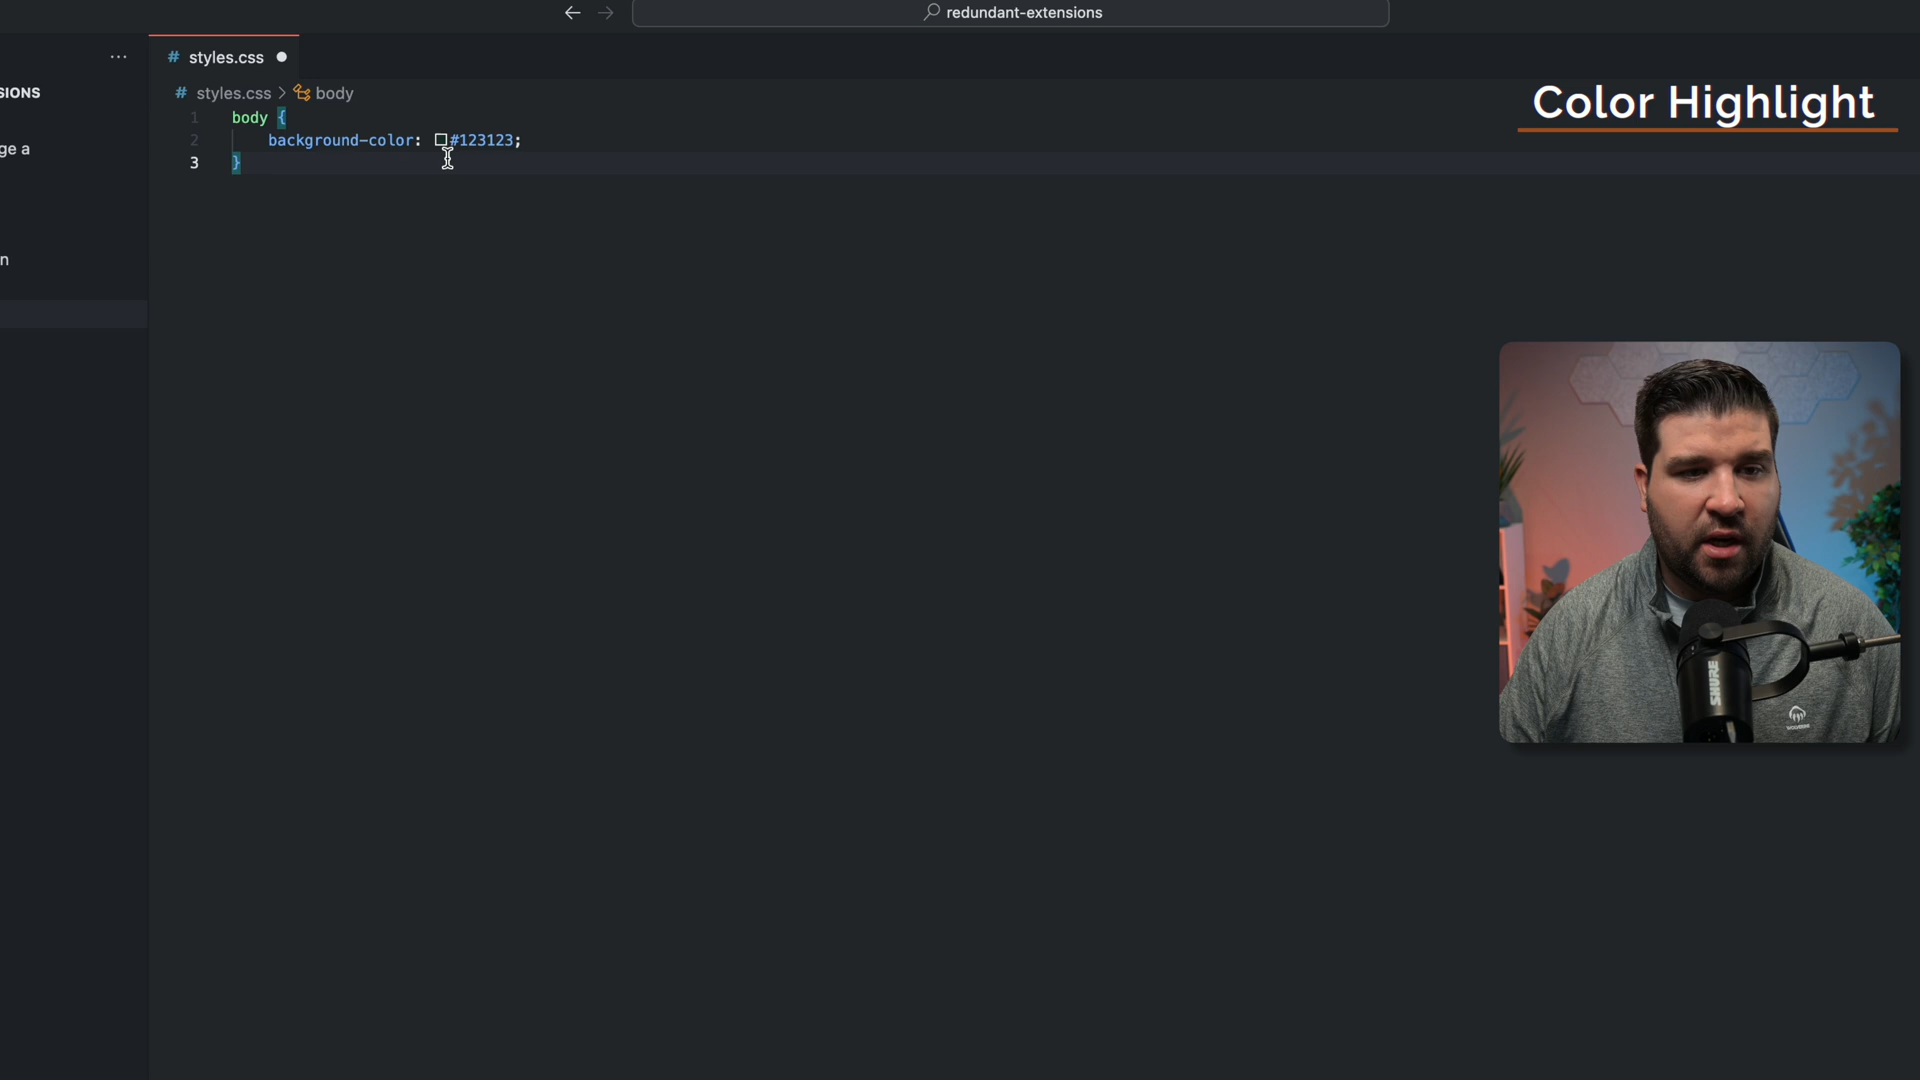 redundant-extensions
# styles.css
SIONS
# styles.css > body
Color Highlight
1 body {
2 background-color: #123123;
3 }
ge a
n
SHURE